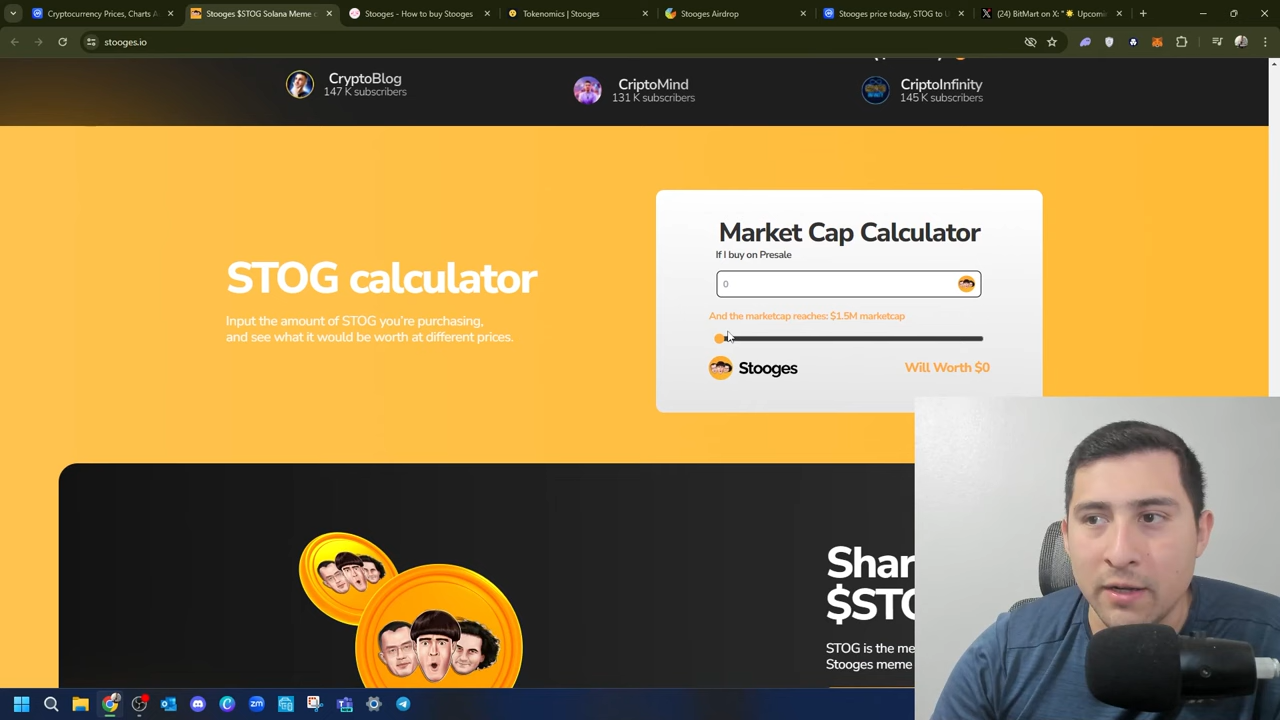 Cryptocurrency Prices, Charts A
Stooges $STOG Solana Meme c
Stooges - How to buy Stooges
Tokenomics | Stooges
Stooges Airdrop
Stooges price today, STOG to U
(24) BitMart on X: "🌟 Upcomi
stooges.io
CryptoBlog
147 K subscribers
CriptoMind
131 K subscribers
CriptoInfinity
145 K subscribers
STOG calculator
Input the amount of STOG you're purchasing,
and see what it would be worth at different prices.
Market Cap Calculator
If I buy on Presale
0
And the marketcap reaches: $1.5M marketcap
Stooges
Will Worth $0
Shar
$STO
STOG is the me
Stooges meme